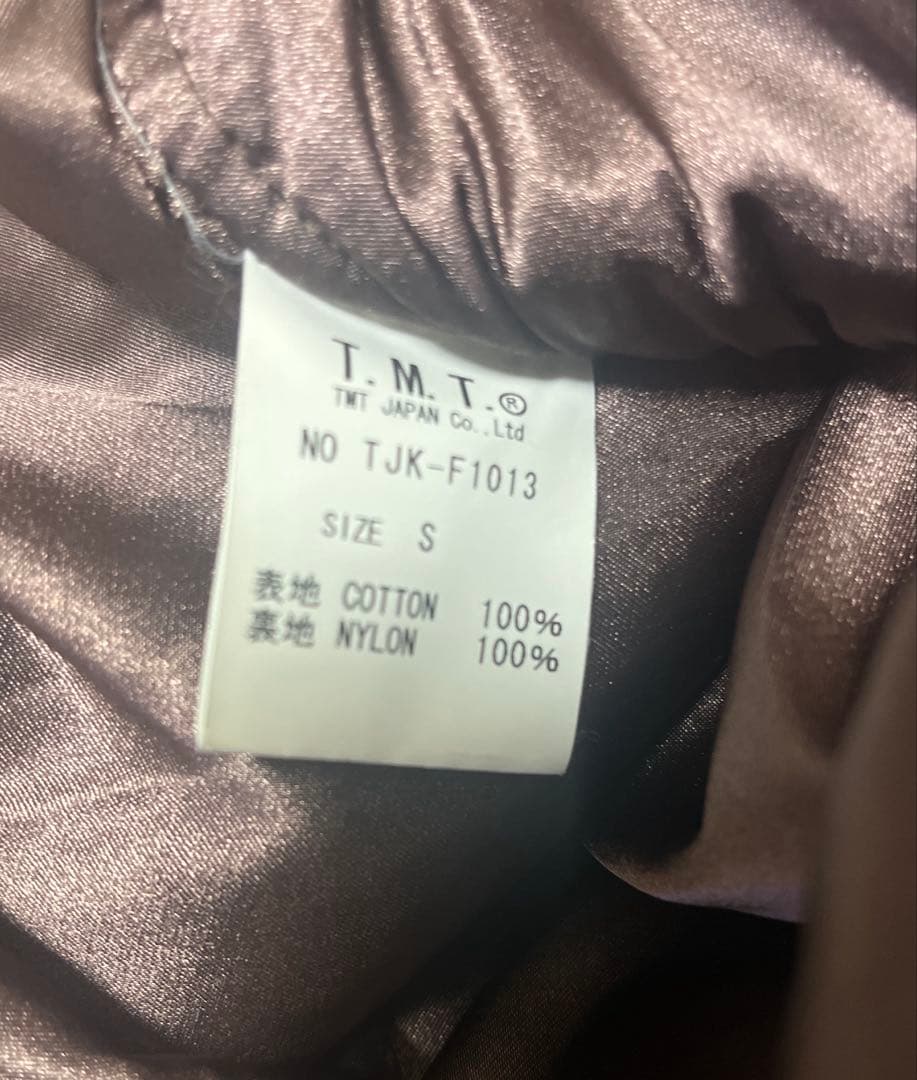 T.M.T.®
TMT JAPAN Co.,Ltd
NO TJK-F1013
SIZE S
表地 COTTON 100%
裏地 NYLON 100%